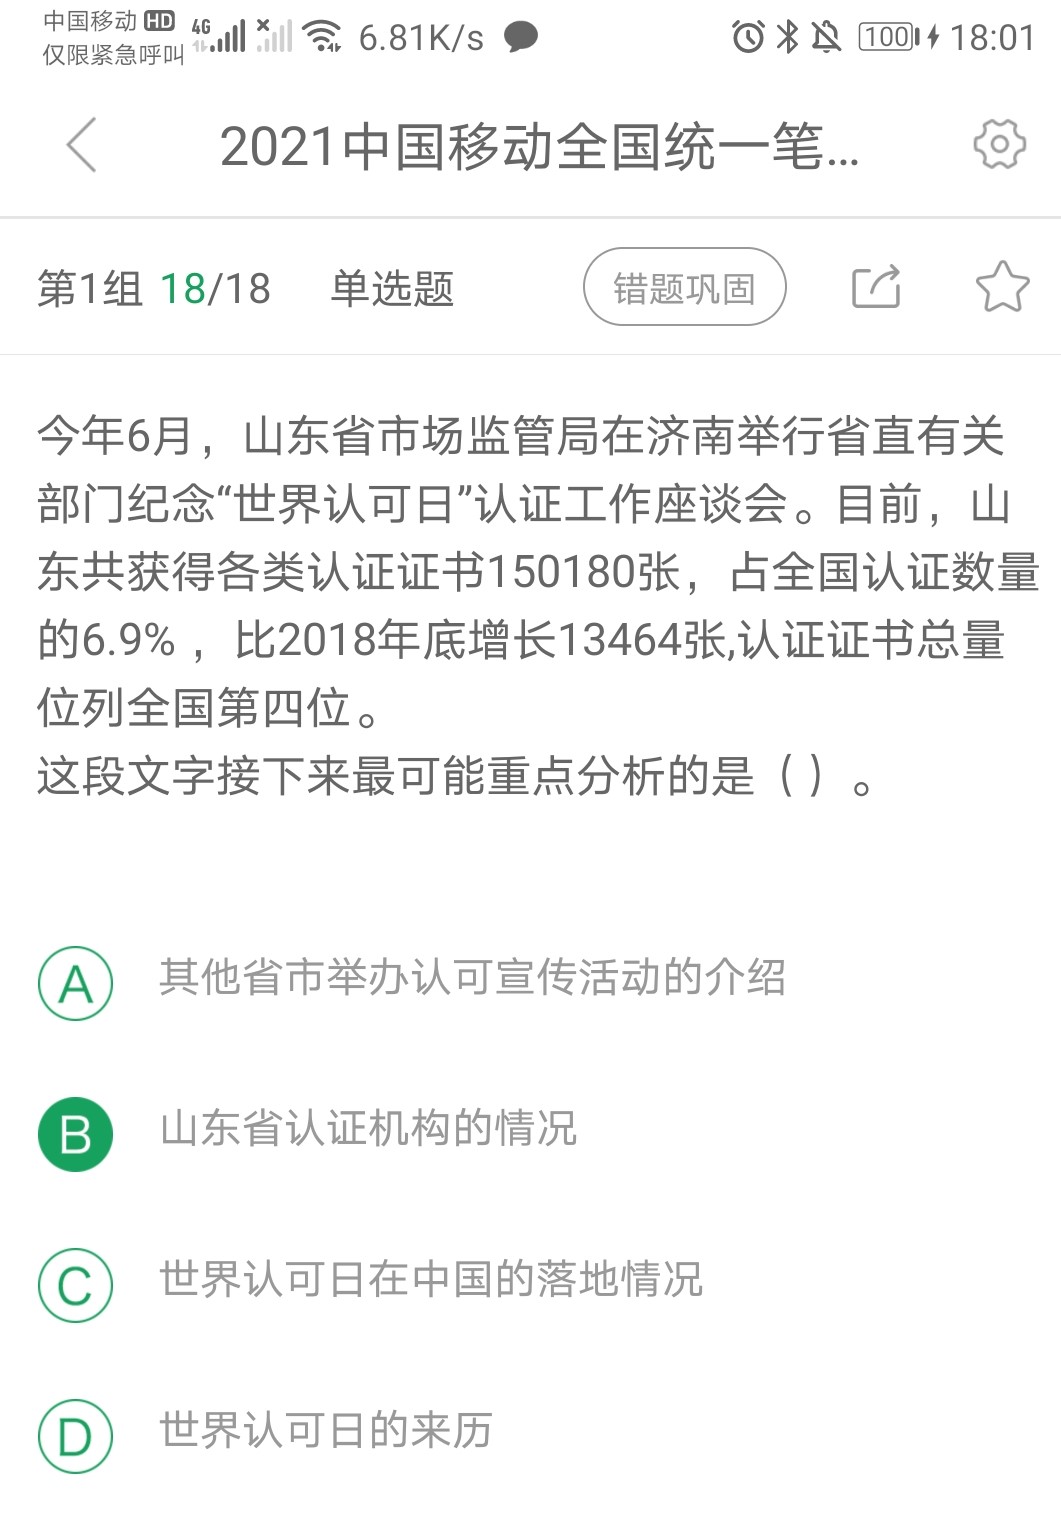 中国移动 HD 4G 6.81K/s 100 18:01
仅限紧急呼叫
2021中国移动全国统一笔...
第1组 18/18 单选题 错题巩固
今年6月，山东省市场监管局在济南举行省直有关
部门纪念“世界认可日”认证工作座谈会。目前，山
东共获得各类认证证书150180张，占全国认证数量
的6.9% ，比2018年底增长13464张,认证证书总量
位列全国第四位。
这段文字接下来最可能重点分析的是（）。
A 其他省市举办认可宣传活动的介绍
B 山东省认证机构的情况
C 世界认可日在中国的落地情况
D 世界认可日的来历